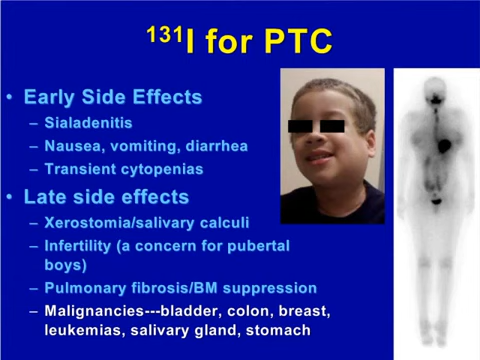 131I for PTC
• Early Side Effects
– Sialadenitis
– Nausea, vomiting, diarrhea
– Transient cytopenias
• Late side effects
– Xerostomia/salivary calculi
– Infertility (a concern for pubertal
boys)
– Pulmonary fibrosis/BM suppression
– Malignancies---bladder, colon, breast,
leukemias, salivary gland, stomach